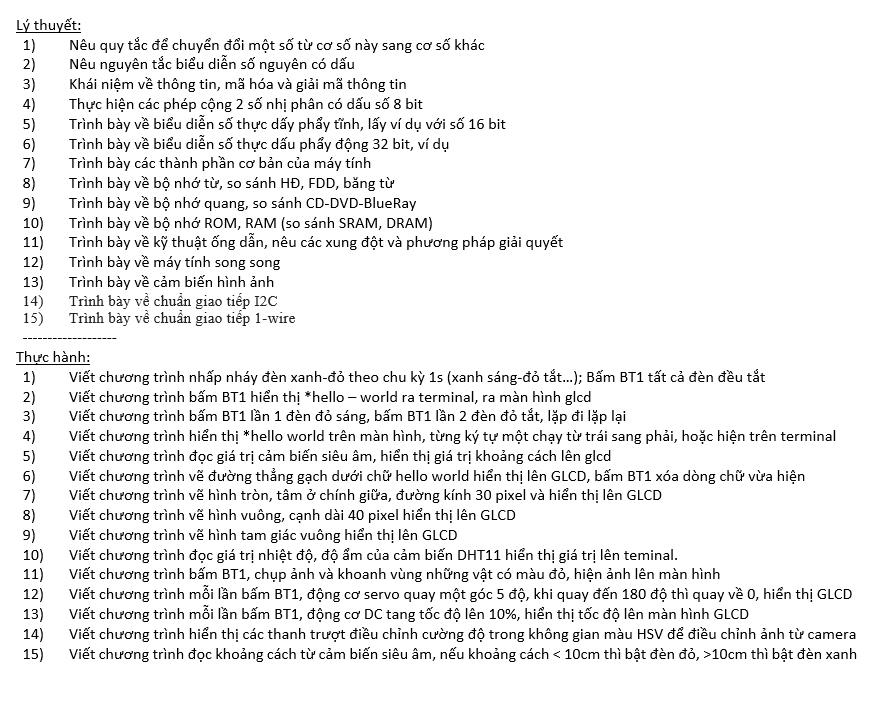 Lý thuyết:
1) Nêu quy tắc để chuyển đổi một số từ cơ số này sang cơ số khác
2) Nêu nguyên tắc biểu diễn số nguyên có dấu
3) Khái niệm về thông tin, mã hóa và giải mã thông tin
4) Thực hiện các phép cộng 2 số nhị phân có dấu số 8 bit
5) Trình bày về biểu diễn số thực dấy phẩy tĩnh, lấy ví dụ với số 16 bit
6) Trình bày về biểu diễn số thực dấu phẩy động 32 bit, ví dụ
7) Trình bày các thành phần cơ bản của máy tính
8) Trình bày về bộ nhớ từ, so sánh HĐ, FDD, băng từ
9) Trình bày về bộ nhớ quang, so sánh CD-DVD-BlueRay
10) Trình bày về bộ nhớ ROM, RAM (so sánh SRAM, DRAM)
11) Trình bày về kỹ thuật ống dẫn, nêu các xung đột và phương pháp giải quyết
12) Trình bày về máy tính song song
13) Trình bày về cảm biến hình ảnh
14) Trình bày về chuẩn giao tiếp I2C
15) Trình bày về chuẩn giao tiếp 1-wire
-------------------
Thực hành:
1) Viết chương trình nhấp nháy đèn xanh-đỏ theo chu kỳ 1s (xanh sáng-đỏ tắt…); Bấm BT1 tất cả đèn đều tắt
2) Viết chương trình bấm BT1 hiển thị *hello – world ra terminal, ra màn hình glcd
3) Viết chương trình bấm BT1 lần 1 đèn đỏ sáng, bấm BT1 lần 2 đèn đỏ tắt, lặp đi lặp lại
4) Viết chương trình hiển thị *hello world trên màn hình, từng ký tự một chạy từ trái sang phải, hoặc hiện trên terminal
5) Viết chương trình đọc giá trị cảm biến siêu âm, hiển thị giá trị khoảng cách lên glcd
6) Viết chương trình vẽ đường thẳng gạch dưới chữ hello world hiển thị lên GLCD, bấm BT1 xóa dòng chữ vừa hiện
7) Viết chương trình vẽ hình tròn, tâm ở chính giữa, đường kính 30 pixel và hiển thị lên GLCD
8) Viết chương trình vẽ hình vuông, cạnh dài 40 pixel hiển thị lên GLCD
9) Viết chương trình vẽ hình tam giác vuông hiển thị lên GLCD
10) Viết chương trình đọc giá trị nhiệt độ, độ ẩm của cảm biến DHT11 hiển thị giá trị lên teminal.
11) Viết chương trình bấm BT1, chụp ảnh và khoanh vùng những vật có màu đỏ, hiện ảnh lên màn hình
12) Viết chương trình mỗi lần bấm BT1, động cơ servo quay một góc 5 độ, khi quay đến 180 độ thì quay về 0, hiển thị GLCD
13) Viết chương trình mỗi lần bấm BT1, động cơ DC tang tốc độ lên 10%, hiển thị tốc độ lên màn hình GLCD
14) Viết chương trình hiển thị các thanh trượt điều chỉnh cường độ trong không gian màu HSV để điều chỉnh ảnh từ camera
15) Viết chương trình đọc khoảng cách từ cảm biến siêu âm, nếu khoảng cách < 10cm thì bật đèn đỏ, >10cm thì bật đèn xanh